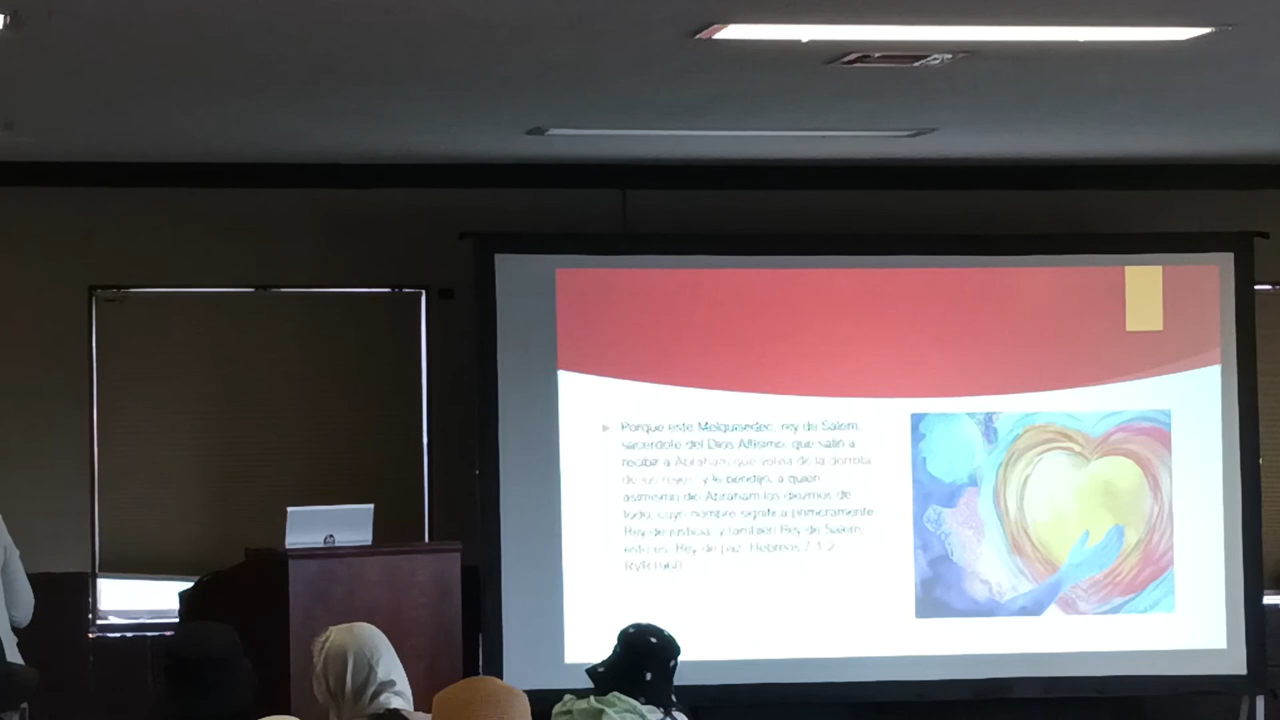 Porque este Melquisedec, rey de Salem,
sacerdote del Dios Altísimo, que salió a
recibir a Abraham que volvía de la derrota
de los reyes, y le bendijo, a quien
asimismo dio Abraham los diezmos de
todo; cuyo nombre significa primeramente
Rey de justicia, y también Rey de Salem,
esto es, Rey de paz; Hebreos 7:1-2
RVR1960